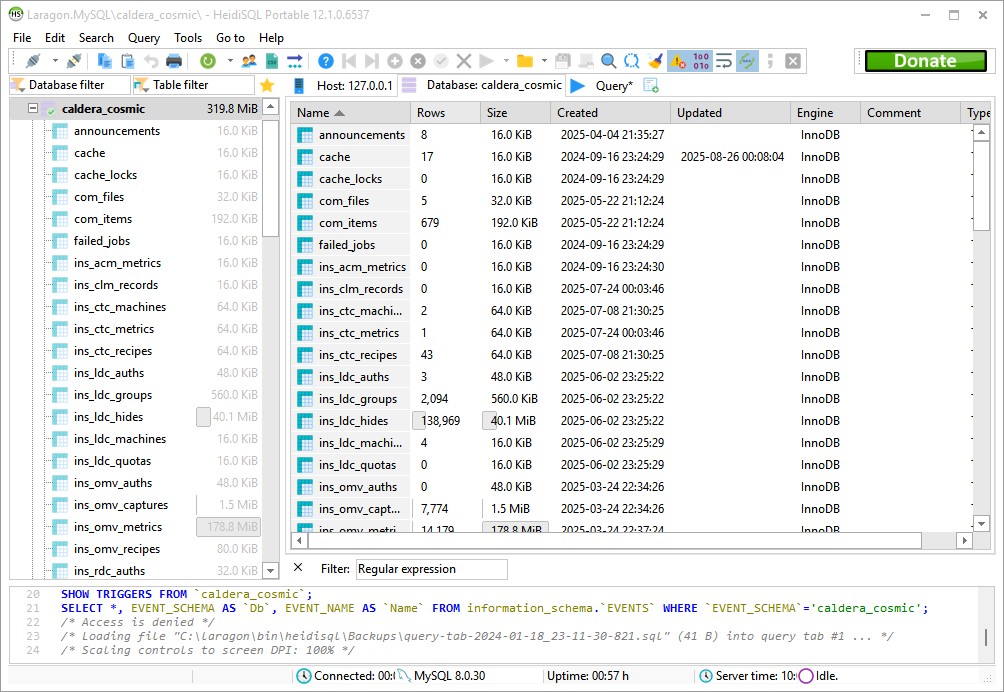 Laragon.MySQL\caldera_cosmic\ - HeidiSQL Portable 12.1.0.6537
File Edit Search Query Tools Go to Help
Donate
Database filter Table filter
Host: 127.0.0.1 Database: caldera_cosmic Query*
caldera_cosmic 319.8 MiB
announcements 16.0 KiB
cache 16.0 KiB
cache_locks 16.0 KiB
com_files 32.0 KiB
com_items 192.0 KiB
failed_jobs 16.0 KiB
ins_acm_metrics 16.0 KiB
ins_clm_records 16.0 KiB
ins_ctc_machines 64.0 KiB
ins_ctc_metrics 64.0 KiB
ins_ctc_recipes 64.0 KiB
ins_ldc_auths 48.0 KiB
ins_ldc_groups 560.0 KiB
ins_ldc_hides 40.1 MiB
ins_ldc_machines 16.0 KiB
ins_ldc_quotas 16.0 KiB
ins_omv_auths 48.0 KiB
ins_omv_captures 1.5 MiB
ins_omv_metrics 178.8 MiB
ins_omv_recipes 80.0 KiB
ins_rdc_auths 32.0 KiB
Name Rows Size Created Updated Engine Comment Type
announcements 8 16.0 KiB 2025-04-04 21:35:27 InnoDB
cache 17 16.0 KiB 2024-09-16 23:24:29 2025-08-26 00:08:04 InnoDB
cache_locks 0 16.0 KiB 2024-09-16 23:24:29 InnoDB
com_files 5 32.0 KiB 2025-05-22 21:12:24 InnoDB
com_items 679 192.0 KiB 2025-05-22 21:12:24 InnoDB
failed_jobs 0 16.0 KiB 2024-09-16 23:24:29 InnoDB
ins_acm_metrics 0 16.0 KiB 2024-09-16 23:24:30 InnoDB
ins_clm_records 0 16.0 KiB 2025-07-24 00:03:46 InnoDB
ins_ctc_machi... 2 64.0 KiB 2025-07-08 21:30:25 InnoDB
ins_ctc_metrics 1 64.0 KiB 2025-07-24 00:03:46 InnoDB
ins_ctc_recipes 43 64.0 KiB 2025-07-08 21:30:25 InnoDB
ins_ldc_auths 3 48.0 KiB 2025-06-02 23:25:22 InnoDB
ins_ldc_groups 2,094 560.0 KiB 2025-06-02 23:25:22 InnoDB
ins_ldc_hides 138,969 40.1 MiB 2025-06-02 23:25:22 InnoDB
ins_ldc_machi... 4 16.0 KiB 2025-06-02 23:25:29 InnoDB
ins_ldc_quotas 0 16.0 KiB 2025-06-02 23:25:29 InnoDB
ins_omv_auths 0 48.0 KiB 2025-03-24 22:34:26 InnoDB
ins_omv_capt... 7,774 1.5 MiB 2025-03-24 22:34:26 InnoDB
ins_omv_metri... 14,179 178.8 MiB 2025-03-24 22:37:24 InnoDB
Filter: Regular expression
20 SHOW TRIGGERS FROM `caldera_cosmic`;
21 SELECT *, EVENT_SCHEMA AS `Db`, EVENT_NAME AS `Name` FROM information_schema.`EVENTS` WHERE `EVENT_SCHEMA`='caldera_cosmic';
22 /* Access is denied */
23 /* Loading file "C:\laragon\bin\heidisql\Backups\query-tab-2024-01-18_23-11-30-821.sql" (41 B) into query tab #1 ... */
24 /* Scaling controls to screen DPI: 100% */
Connected: 00:( MySQL 8.0.30 Uptime: 00:57 h Server time: 10: Idle.